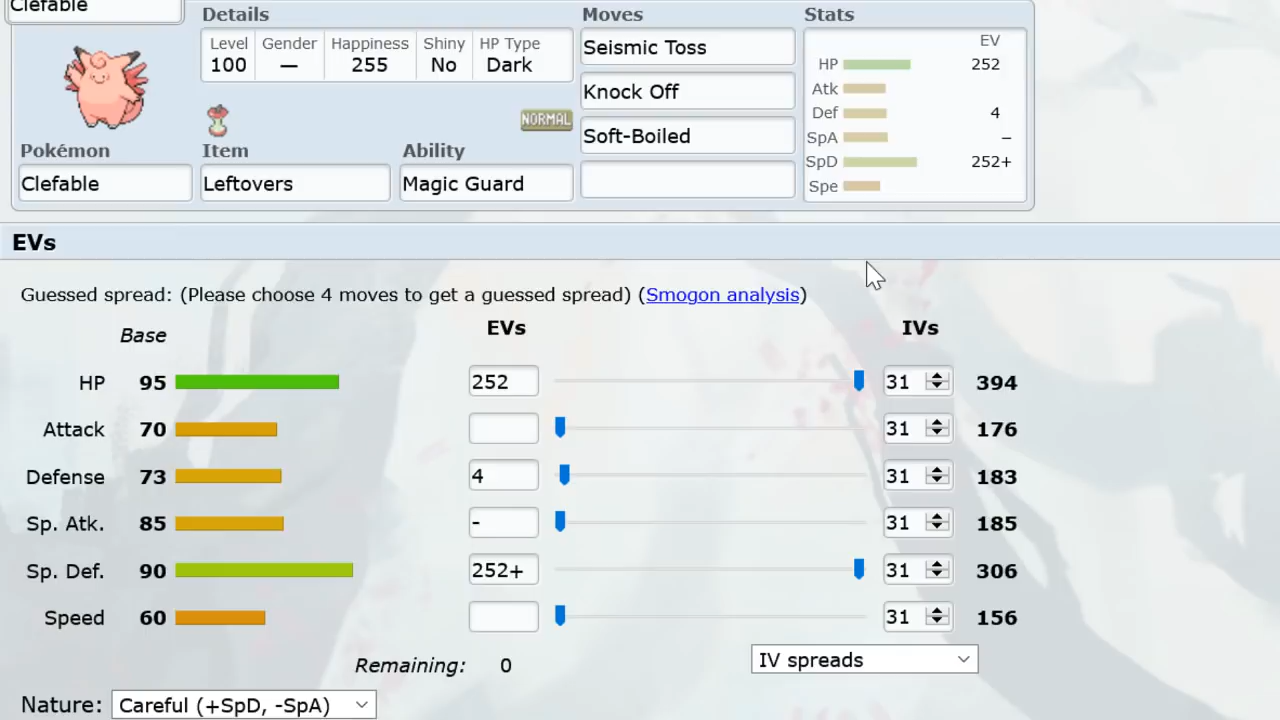 Clefable
Details
Moves
Stats
Level Gender Happiness Shiny HP Type
100 — 255 No Dark
Seismic Toss
Knock Off
Soft-Boiled
EV
HP 252
Atk
Def 4
SpA –
SpD 252+
Spe
NORMAL
Pokémon Item Ability
Clefable Leftovers Magic Guard
EVs
Guessed spread: (Please choose 4 moves to get a guessed spread) (Smogon analysis)
Base EVs IVs
HP 95 252 31 394
Attack 70 31 176
Defense 73 4 31 183
Sp. Atk. 85 - 31 185
Sp. Def. 90 252+ 31 306
Speed 60 31 156
Remaining: 0
IV spreads
Nature: Careful (+SpD, -SpA)